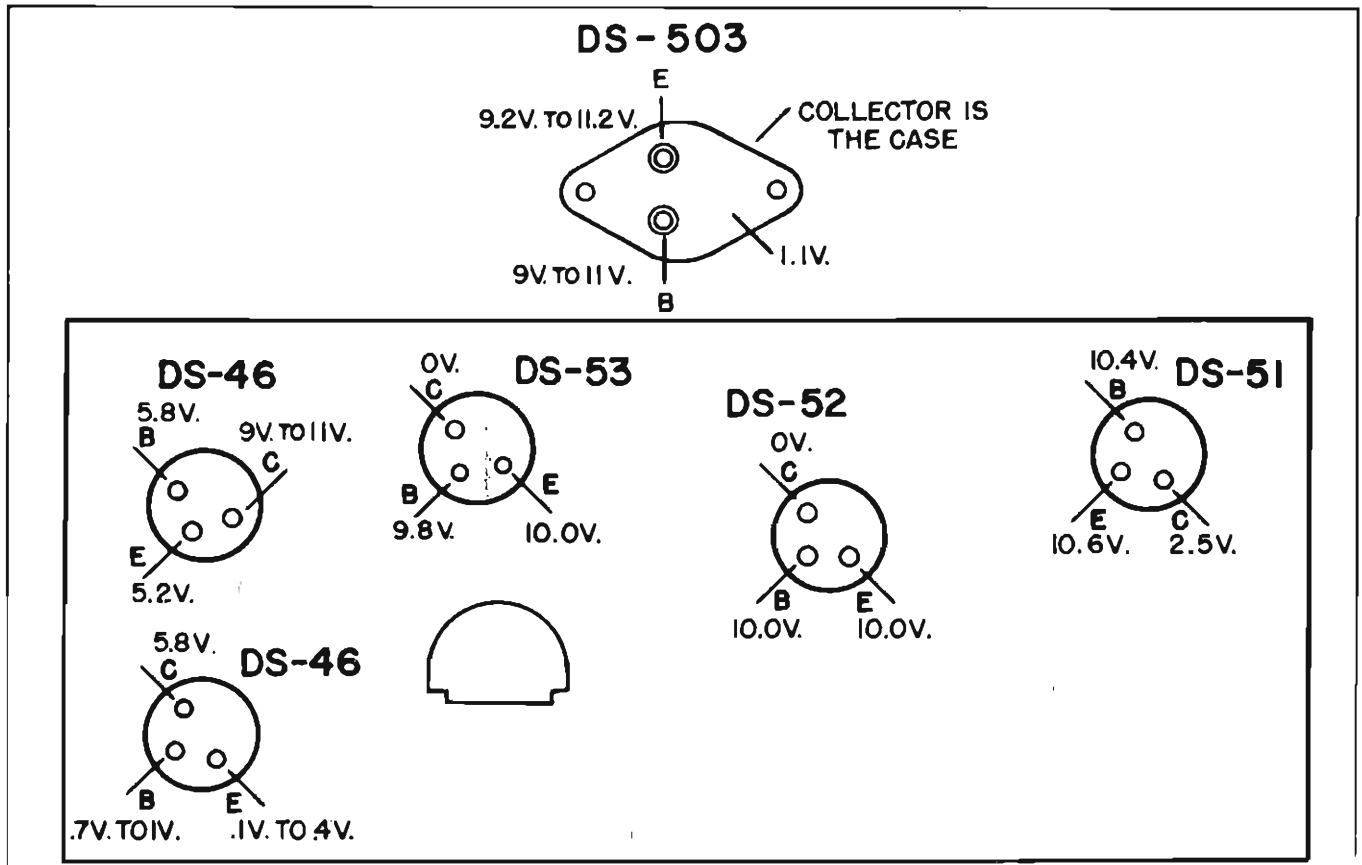 DS-503
E
9.2V. TO 11.2V.
COLLECTOR IS
THE CASE
1.1V.
9V. TO 11V.
B
DS-46
5.8V.
B
9V. TO 11V.
C
E
5.2V.
OV.
C
DS-53
B
9.8V.
E
10.0V.
DS-52
OV.
C
B
10.0V.
E
10.0V.
10.4V.
B
DS-51
E
10.6V.
C
2.5V.
5.8V.
C
DS-46
B
.7V. TO 1V.
E
.1V. TO .4V.